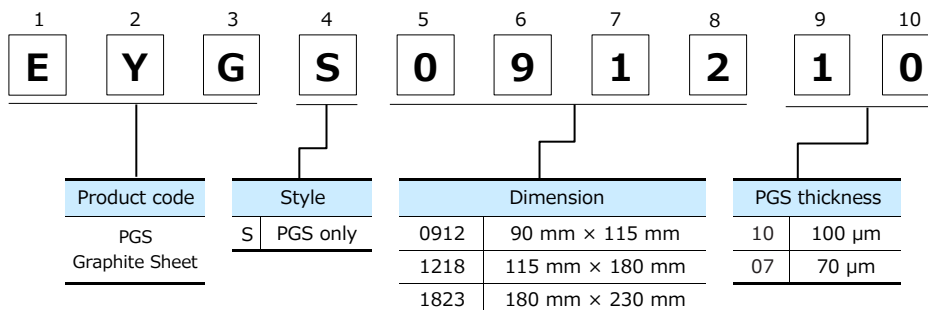 1 2 3 4 5 6 7 8 9 10
E Y G S 0 9 1 2 1 0
Product code Style Dimension PGS thickness
PGS
Graphite Sheet
S PGS only
0912 90 mm × 115 mm
1218 115 mm × 180 mm
1823 180 mm × 230 mm
10 100 μm
07 70 μm